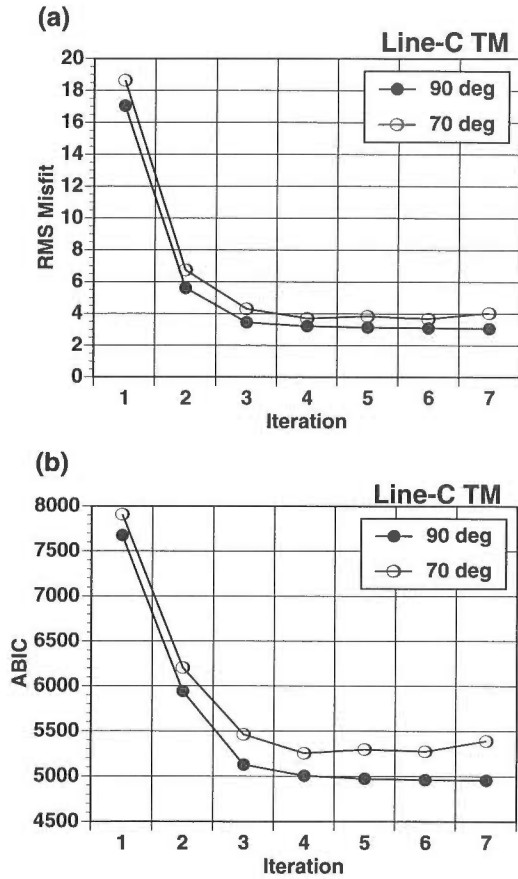 (a)
Line-C TM
90 deg
70 deg
RMS Misfit
20
18
16
14
12
10
8
6
4
2
0
1 2 3 4 5 6 7
Iteration
(b)
Line-C TM
90 deg
70 deg
ABIC
8000
7500
7000
6500
6000
5500
5000
4500
1 2 3 4 5 6 7
Iteration